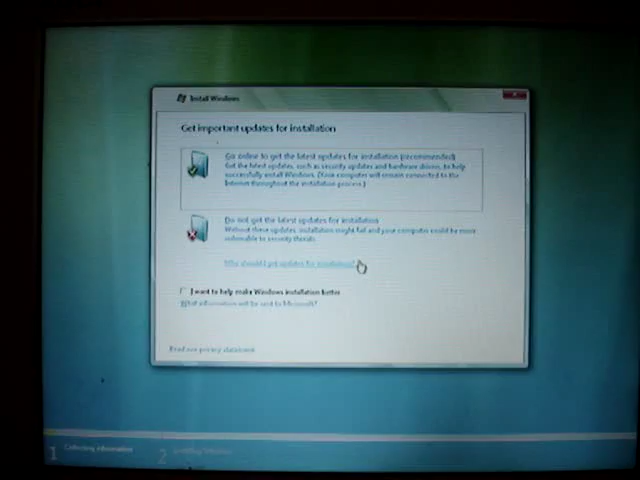 Install Windows
Get important updates for installation
Go online to get the latest updates for installation (recommended)
Get the latest updates, such as security updates and hardware drivers, to help
successfully install Windows. (Your computer will remain connected to the
Internet throughout the installation process.)
Do not get the latest updates for installation
Without these updates, installation might fail and your computer could be more
vulnerable to security threats.
Why should I get updates for installation?
I want to help make Windows installation better
What information will be sent to Microsoft?
Read our privacy statement
1 Collecting information
2 Installing Windows